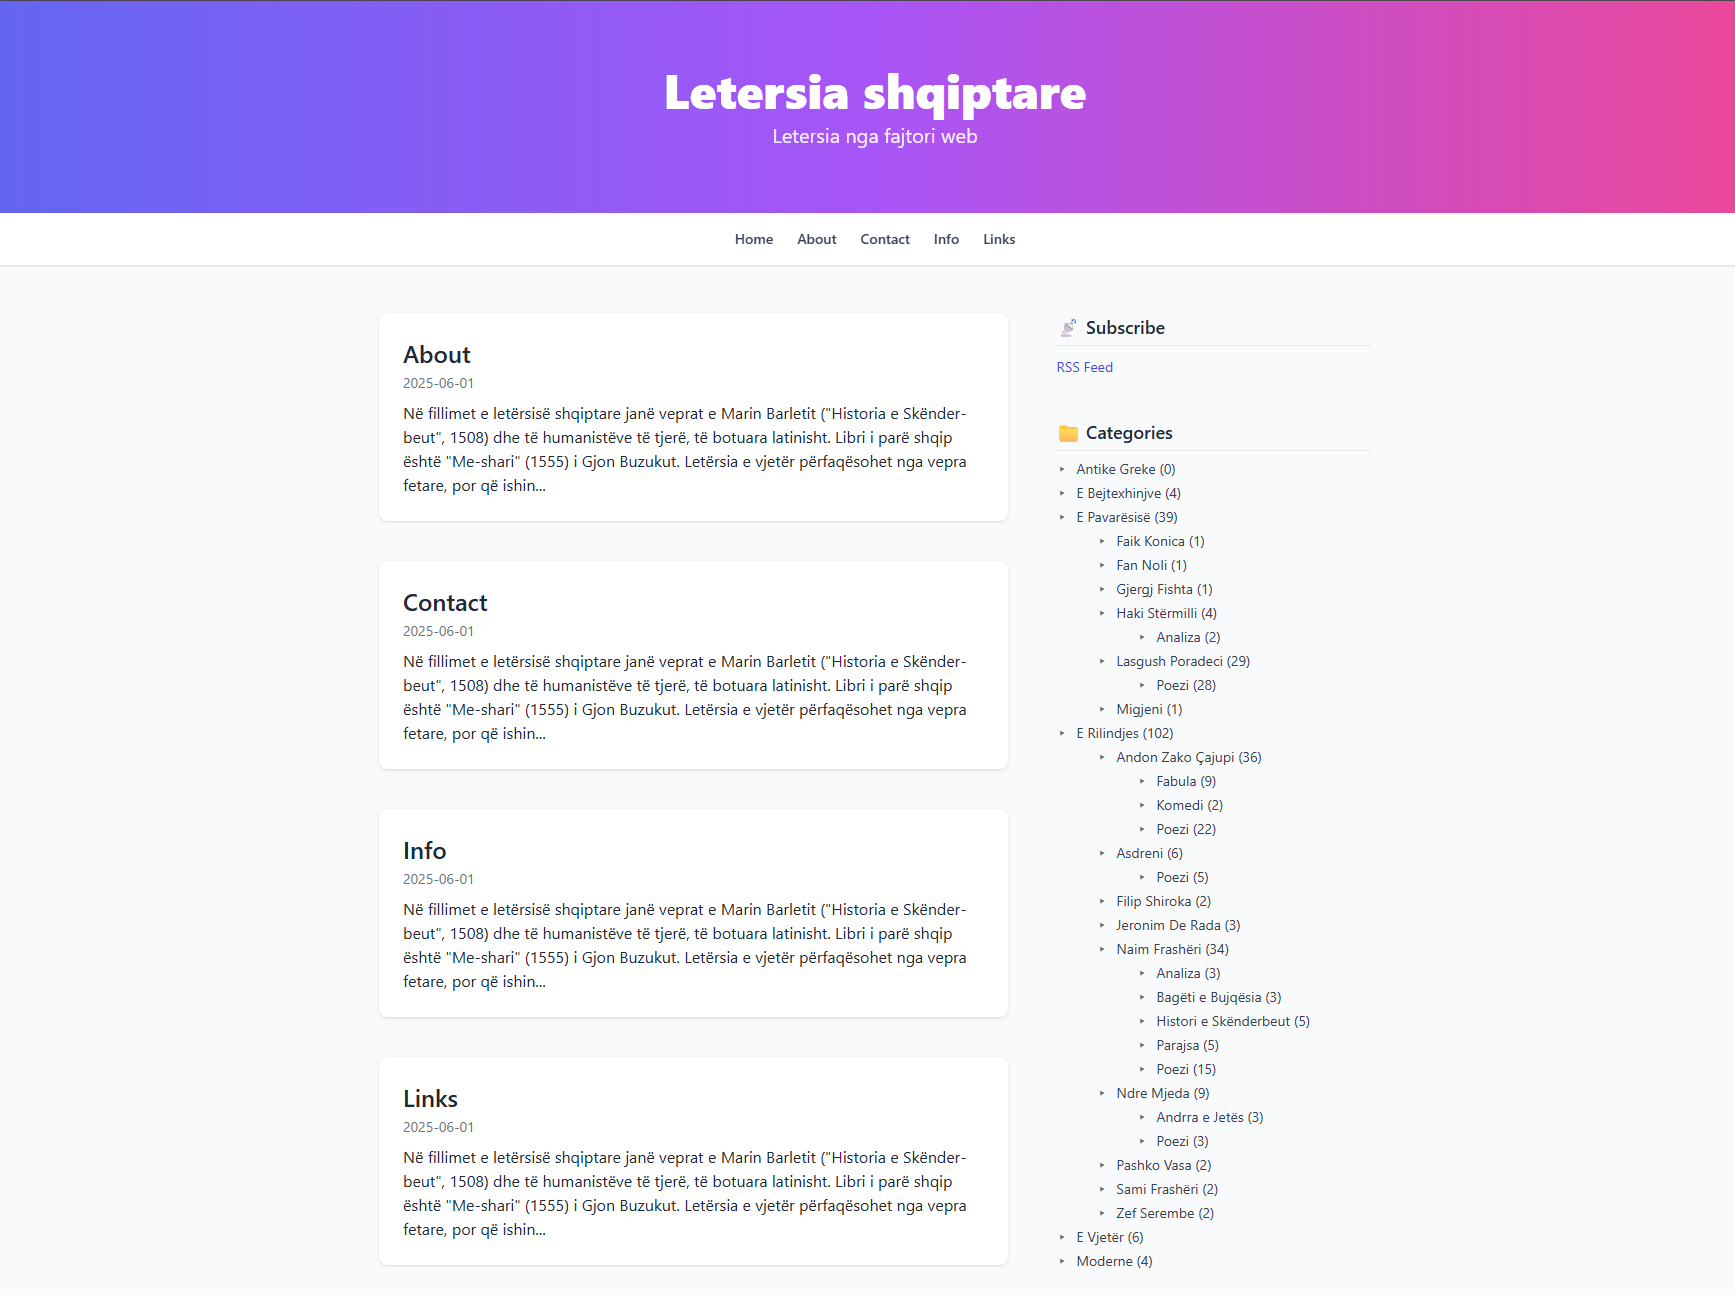 Letersia shqiptare
Letersia nga fajtori web
Home About Contact Info Links
About
2025-06-01
Në fillimet e letërsisë shqiptare janë veprat e Marin Barletit ("Historia e Skënder-
beut", 1508) dhe të humanistëve të tjerë, të botuara latinisht. Libri i parë shqip
është "Me-shari" (1555) i Gjon Buzukut. Letërsia e vjetër përfaqësohet nga vepra
fetare, por që ishin...
Contact
2025-06-01
Në fillimet e letërsisë shqiptare janë veprat e Marin Barletit ("Historia e Skënder-
beut", 1508) dhe të humanistëve të tjerë, të botuara latinisht. Libri i parë shqip
është "Me-shari" (1555) i Gjon Buzukut. Letërsia e vjetër përfaqësohet nga vepra
fetare, por që ishin...
Info
2025-06-01
Në fillimet e letërsisë shqiptare janë veprat e Marin Barletit ("Historia e Skënder-
beut", 1508) dhe të humanistëve të tjerë, të botuara latinisht. Libri i parë shqip
është "Me-shari" (1555) i Gjon Buzukut. Letërsia e vjetër përfaqësohet nga vepra
fetare, por që ishin...
Links
2025-06-01
Në fillimet e letërsisë shqiptare janë veprat e Marin Barletit ("Historia e Skënder-
beut", 1508) dhe të humanistëve të tjerë, të botuara latinisht. Libri i parë shqip
është "Me-shari" (1555) i Gjon Buzukut. Letërsia e vjetër përfaqësohet nga vepra
fetare, por që ishin...
Subscribe
RSS Feed
Categories
Antike Greke (0)
E Bejtexhinjve (4)
E Pavarësisë (39)
Faik Konica (1)
Fan Noli (1)
Gjergj Fishta (1)
Haki Stërmilli (4)
Analiza (2)
Lasgush Poradeci (29)
Poezi (28)
Migjeni (1)
E Rilindjes (102)
Andon Zako Çajupi (36)
Fabula (9)
Komedi (2)
Poezi (22)
Asdreni (6)
Poezi (5)
Filip Shiroka (2)
Jeronim De Rada (3)
Naim Frashëri (34)
Analiza (3)
Bagëti e Bujqësia (3)
Histori e Skënderbeut (5)
Parajsa (5)
Poezi (15)
Ndre Mjeda (9)
Andrra e Jetës (3)
Poezi (3)
Pashko Vasa (2)
Sami Frashëri (2)
Zef Serembe (2)
E Vjetër (6)
Moderne (4)